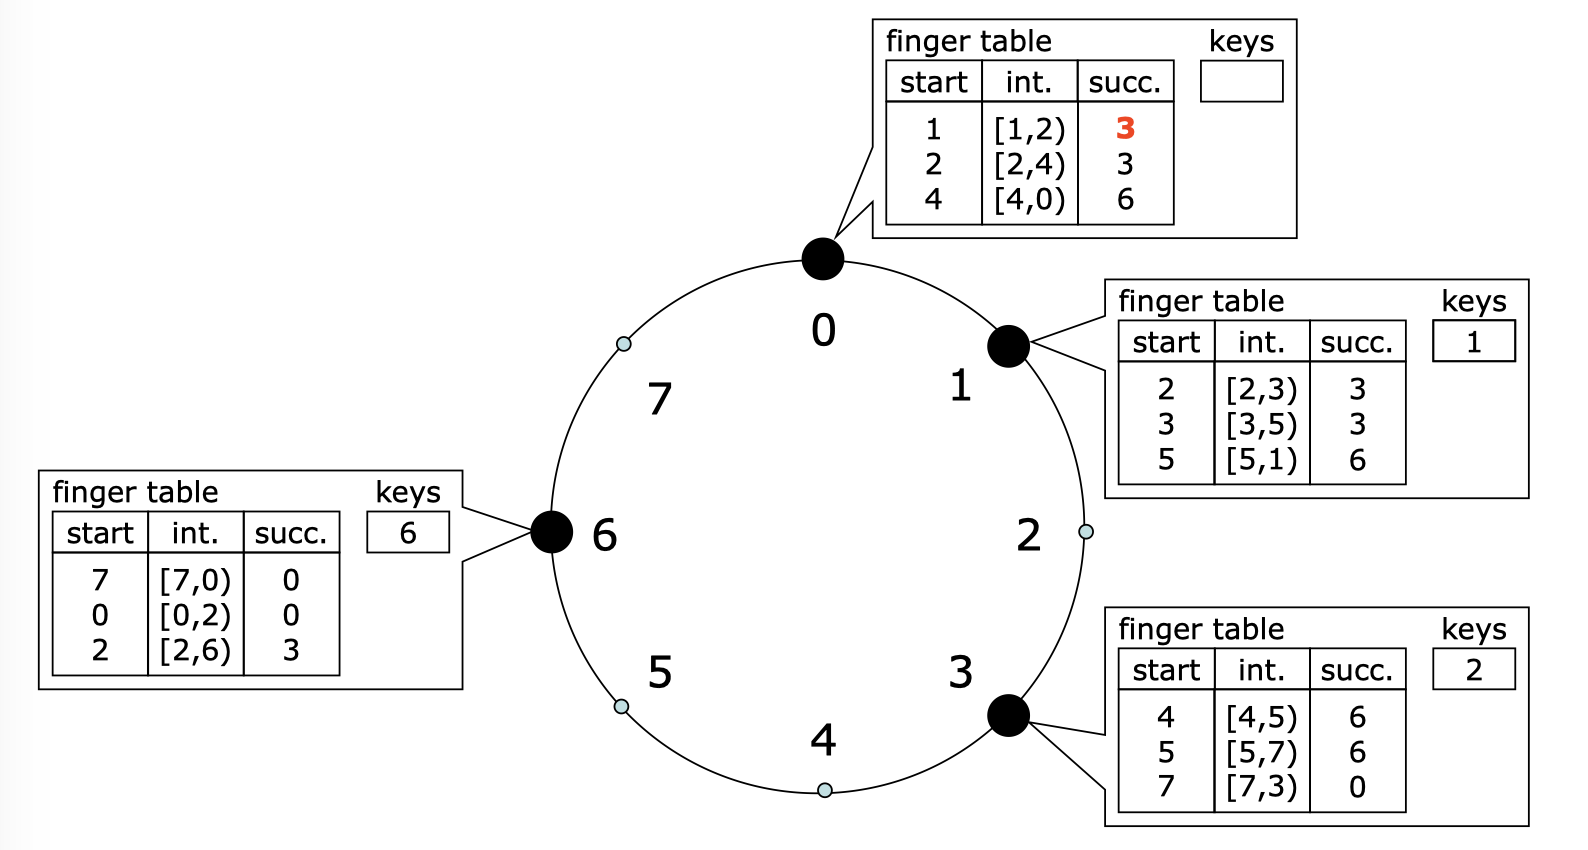 finger table keys
start int. succ.
1 [1,2) 3
2 [2,4) 3
4 [4,0) 6
finger table keys
start int. succ. 1
2 [2,3) 3
3 [3,5) 3
5 [5,1) 6
finger table keys
start int. succ. 6
7 [7,0) 0
0 [0,2) 0
2 [2,6) 3
finger table keys
start int. succ. 2
4 [4,5) 6
5 [5,7) 6
7 [7,3) 0
0
1
2
3
4
5
6
7